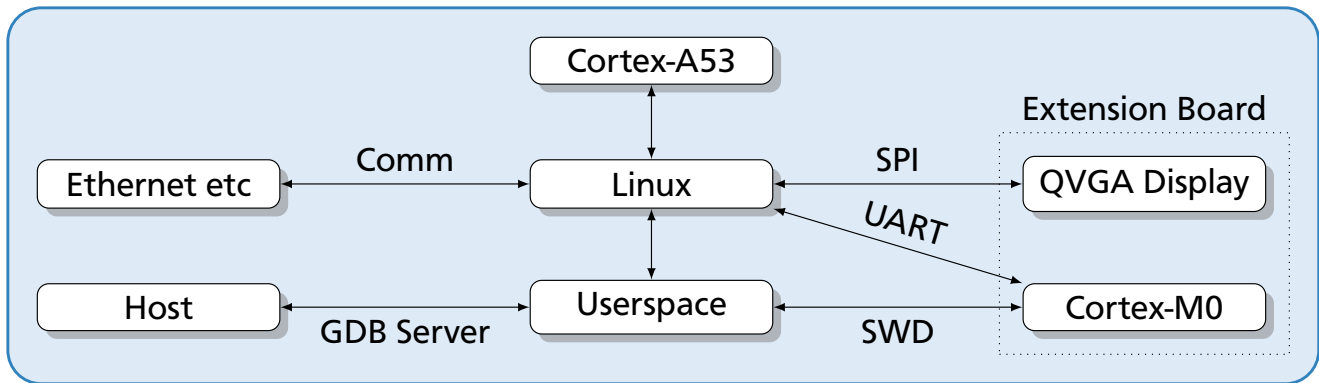 Cortex-A53
Extension Board
Comm
SPI
Ethernet etc
Linux
QVGA Display
UART
Host
Userspace
Cortex-M0
GDB Server
SWD